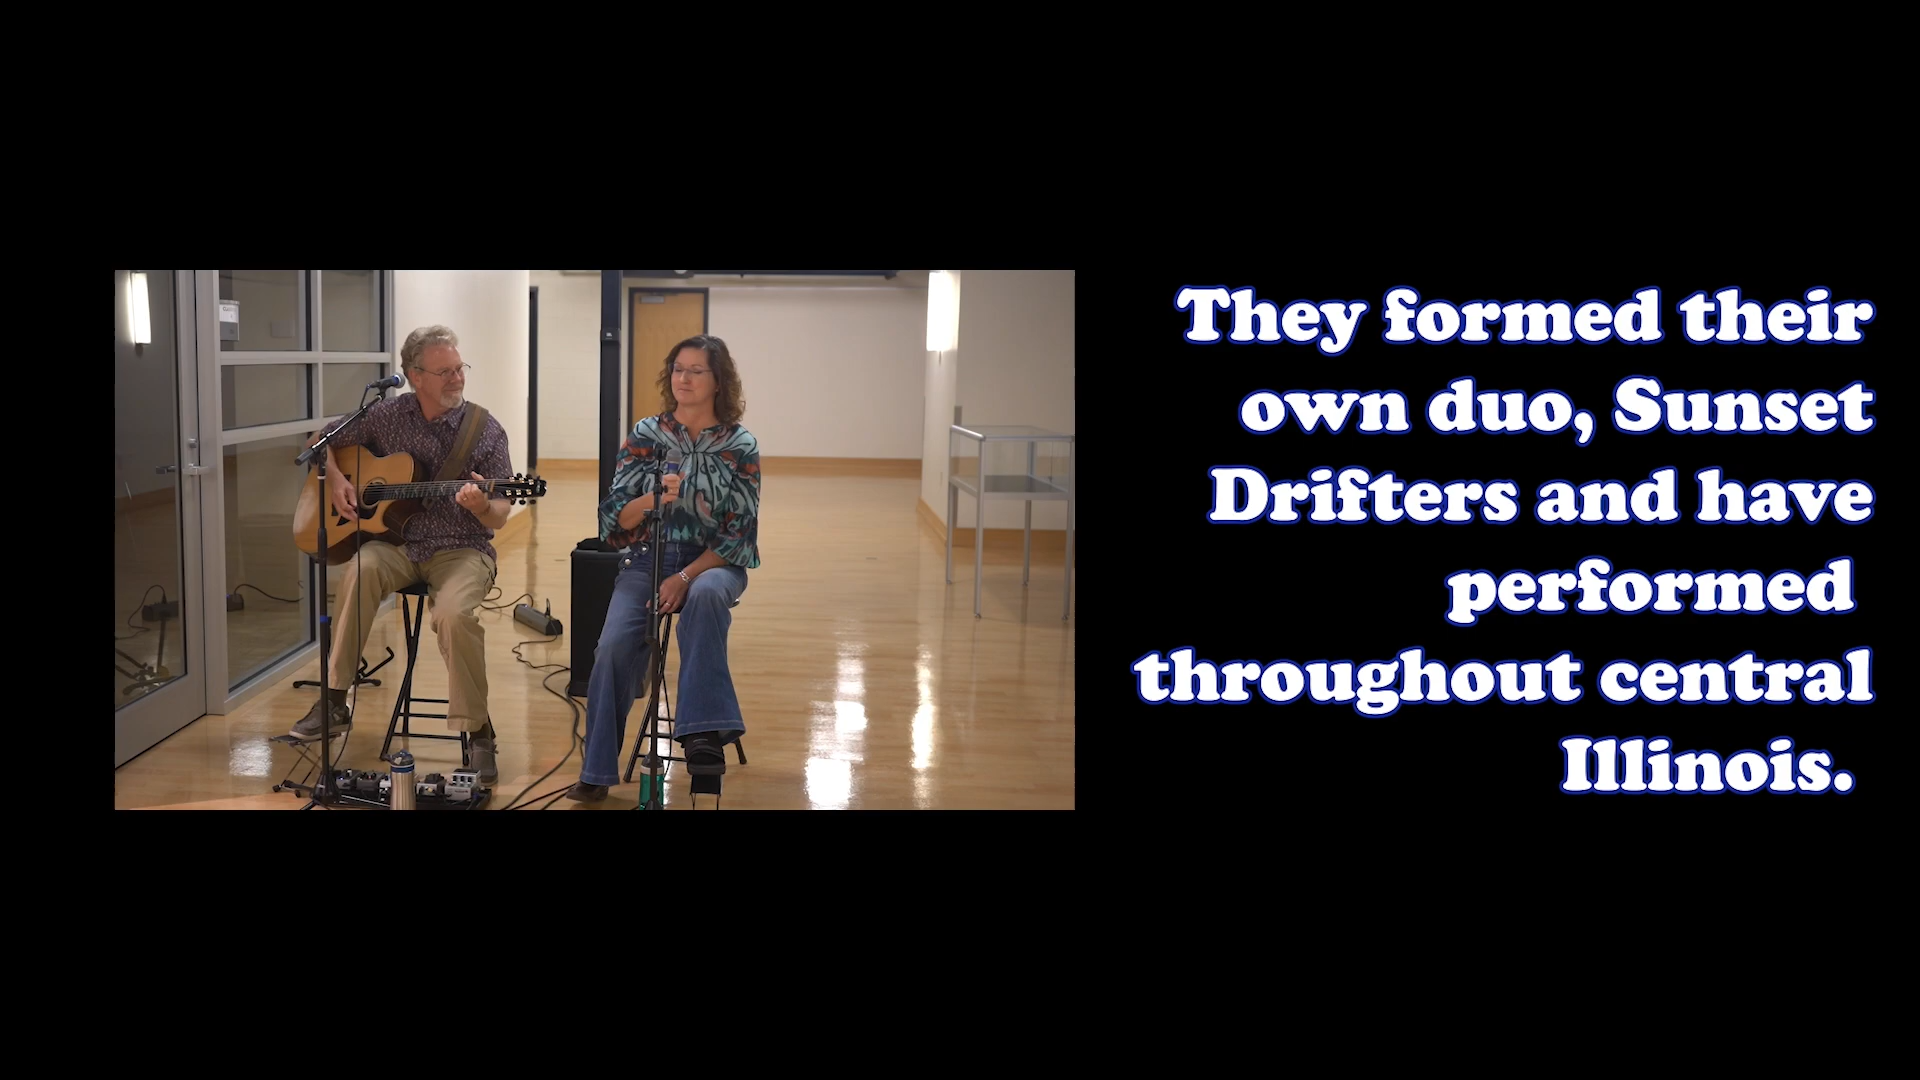 They formed their
own duo, Sunset
Drifters and have
performed
throughout central
Illinois.